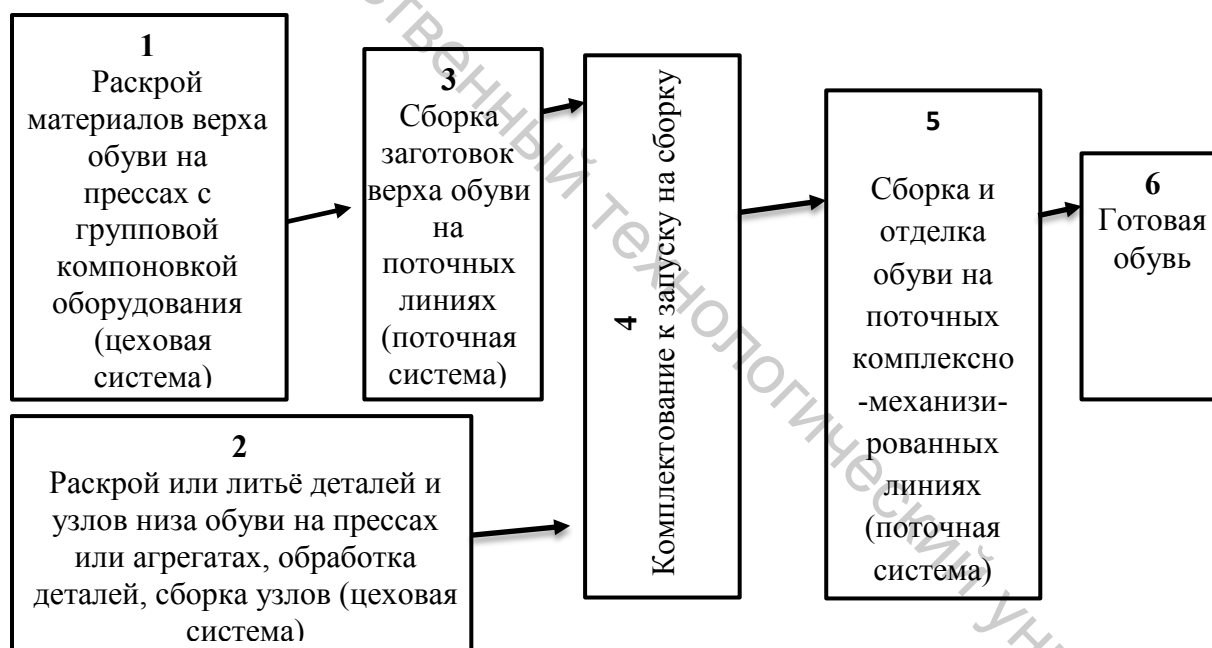 1
Раскрой
материалов верха
обуви на
прессах с
групповой
компоновкой
оборудования
(цеховая
система)
2
Раскрой или литьё деталей и
узлов низа обуви на прессах
или агрегатах, обработка
деталей, сборка узлов (цеховая
система)
3
Сборка
заготовок
верха обуви
на
поточных
линиях
(поточная
система)
4
Комплектование к запуску на сборку
5
Сборка и
отделка
обуви на
поточных
комплексно
-механизи-
рованных
линиях
(поточная
система)
6
Готовая
обувь
технологический